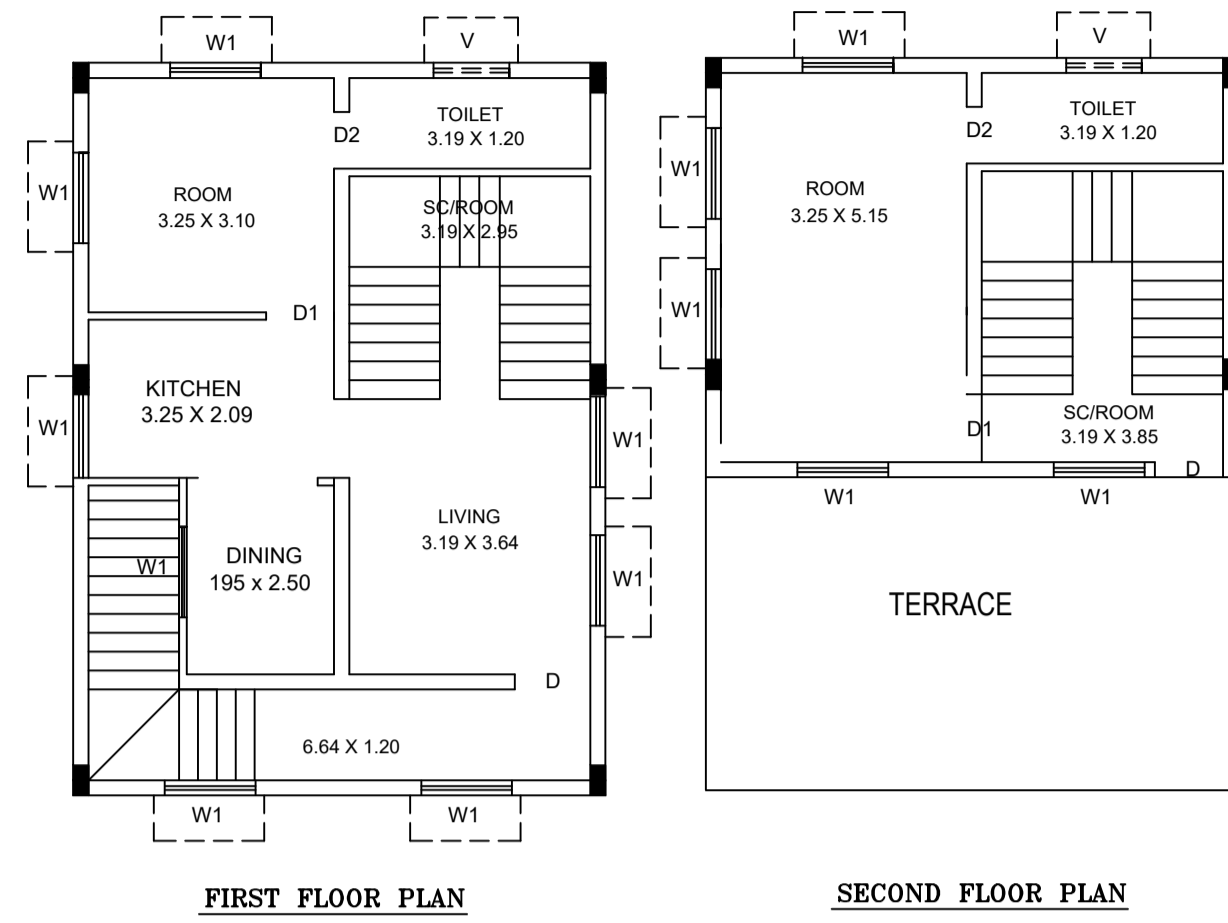 W1
V
TOILET
3.19 X 1.20
D2
W1
ROOM
3.25 X 3.10
SC/ROOM
3.19 X 2.95
D1
KITCHEN
3.25 X 2.09
W1
W1
LIVING
3.19 X 3.64
DINING
195 x 2.50
W1
W1
D
6.64 X 1.20
W1
W1
FIRST FLOOR PLAN
W1
V
TOILET
3.19 X 1.20
D2
W1
ROOM
3.25 X 5.15
W1
SC/ROOM
3.19 X 3.85
D1
D
W1
W1
TERRACE
SECOND FLOOR PLAN